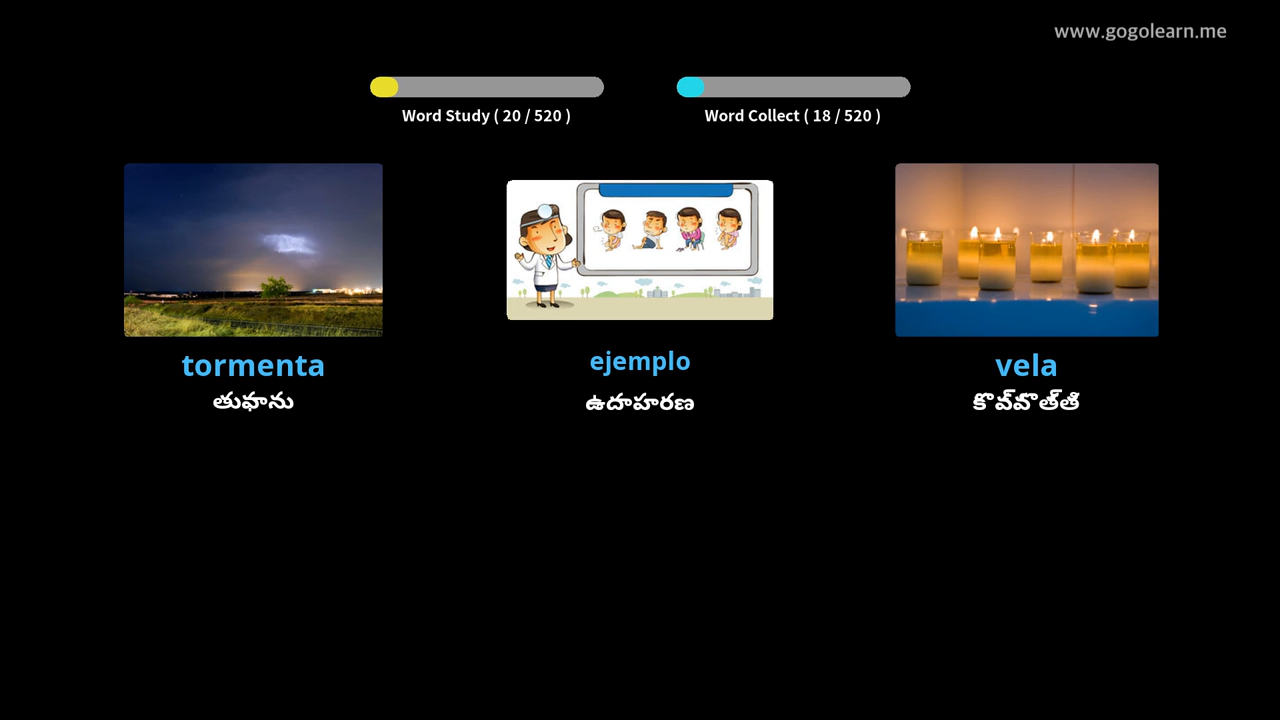 www.gogolearn.me
Word Study ( 20 / 520 )
Word Collect ( 18 / 520 )
tormenta
ejemplo
vela
తుఫాను
ఉదాహరణ
కొవ్వొత్తి